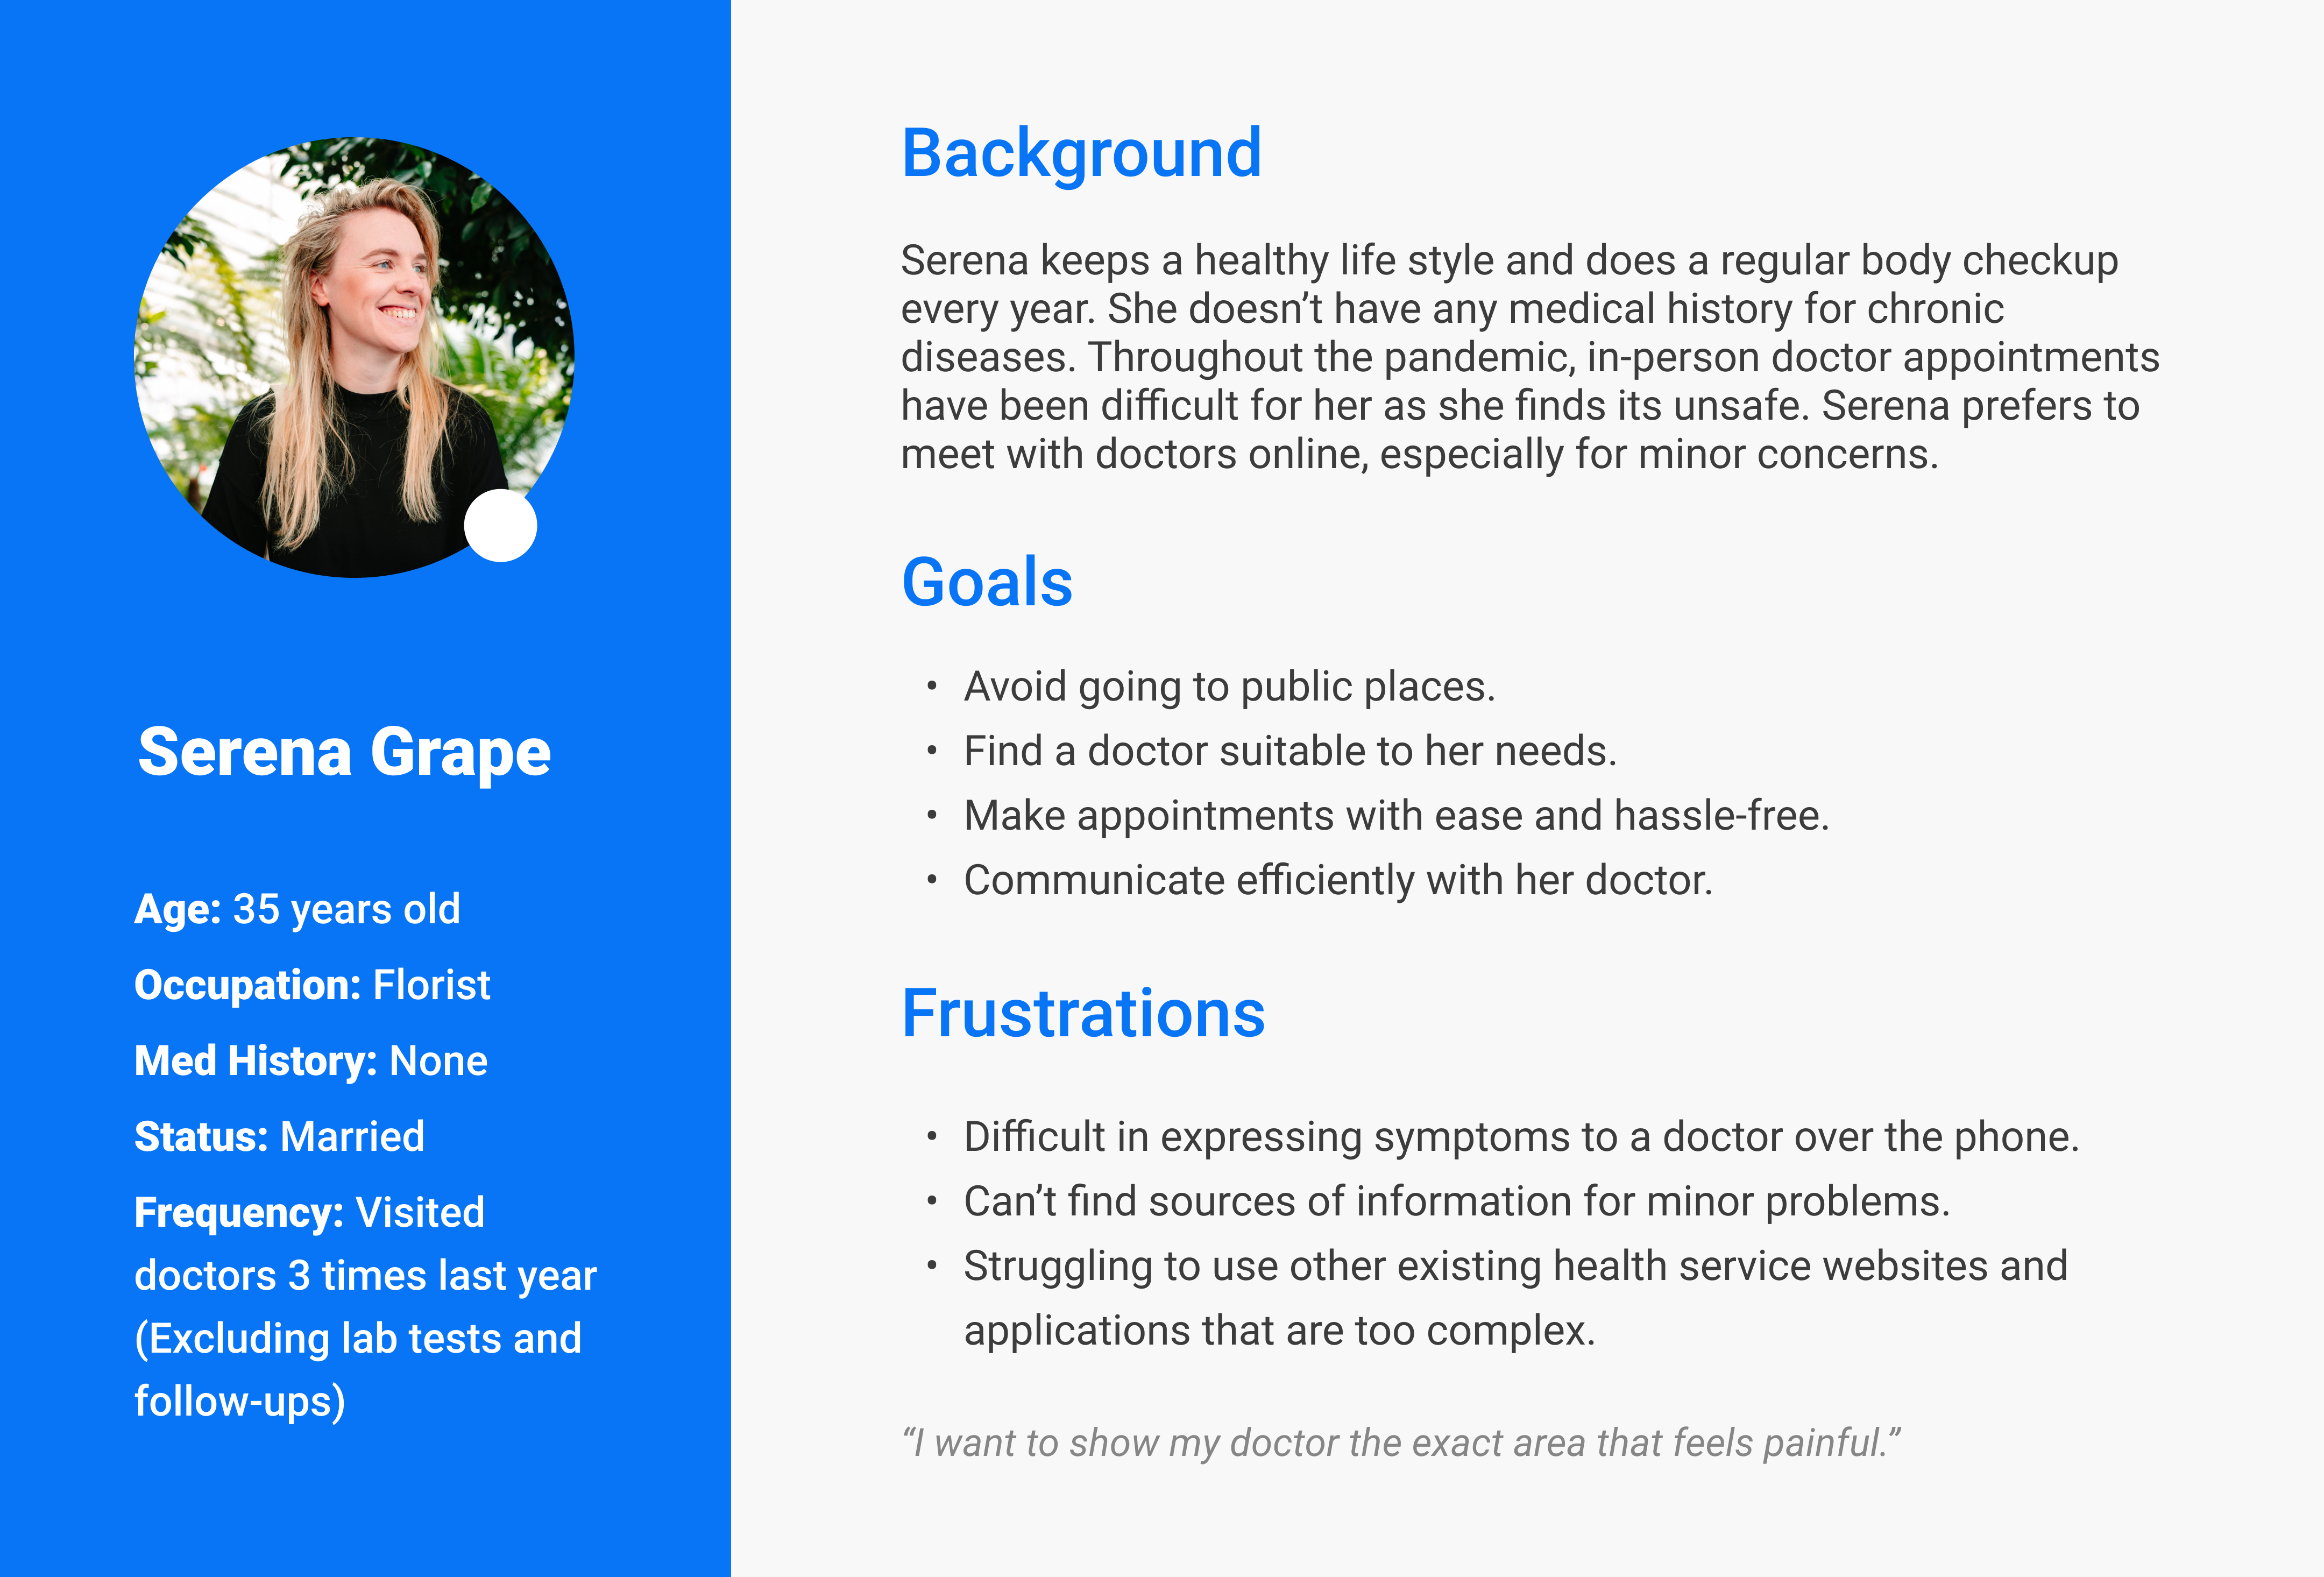 Serena Grape
Age: 35 years old
Occupation: Florist
Med History: None
Status: Married
Frequency: Visited
doctors 3 times last year
(Excluding lab tests and
follow-ups)
Background
Serena keeps a healthy life style and does a regular body checkup
every year. She doesn’t have any medical history for chronic
diseases. Throughout the pandemic, in-person doctor appointments
have been difficult for her as she finds its unsafe. Serena prefers to
meet with doctors online, especially for minor concerns.
Goals
• Avoid going to public places.
• Find a doctor suitable to her needs.
• Make appointments with ease and hassle-free.
• Communicate efficiently with her doctor.
Frustrations
• Difficult in expressing symptoms to a doctor over the phone.
• Can’t find sources of information for minor problems.
• Struggling to use other existing health service websites and
applications that are too complex.
“I want to show my doctor the exact area that feels painful.”